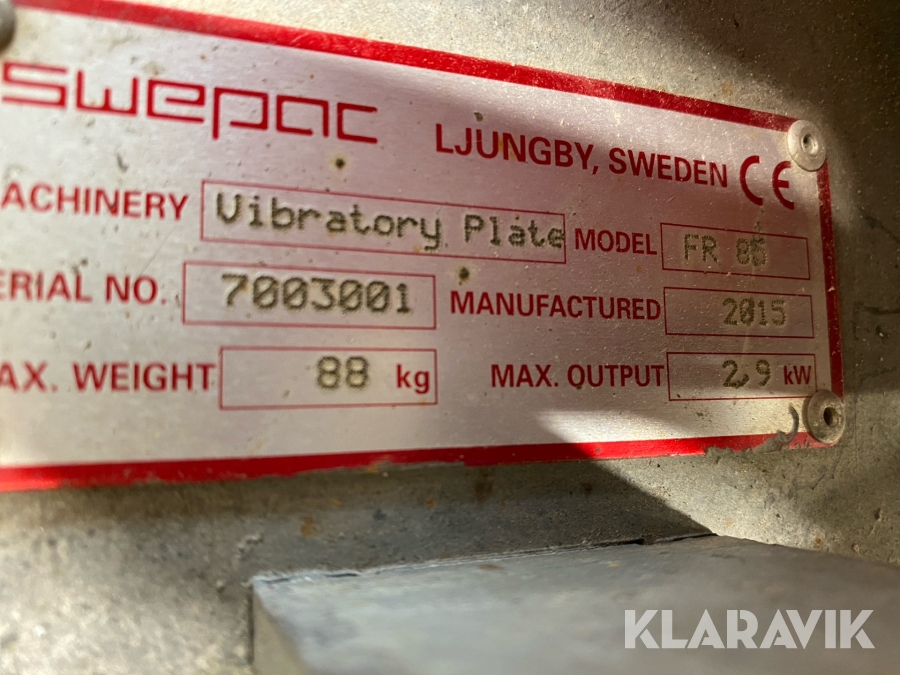 swepac LJUNGBY, SWEDEN CE
ACHINERY Vibratory Plate MODEL FR 85
ERIAL NO. 7003001 MANUFACTURED 2015
AX. WEIGHT 88 kg MAX. OUTPUT 2,9 kW
KLARAVIK